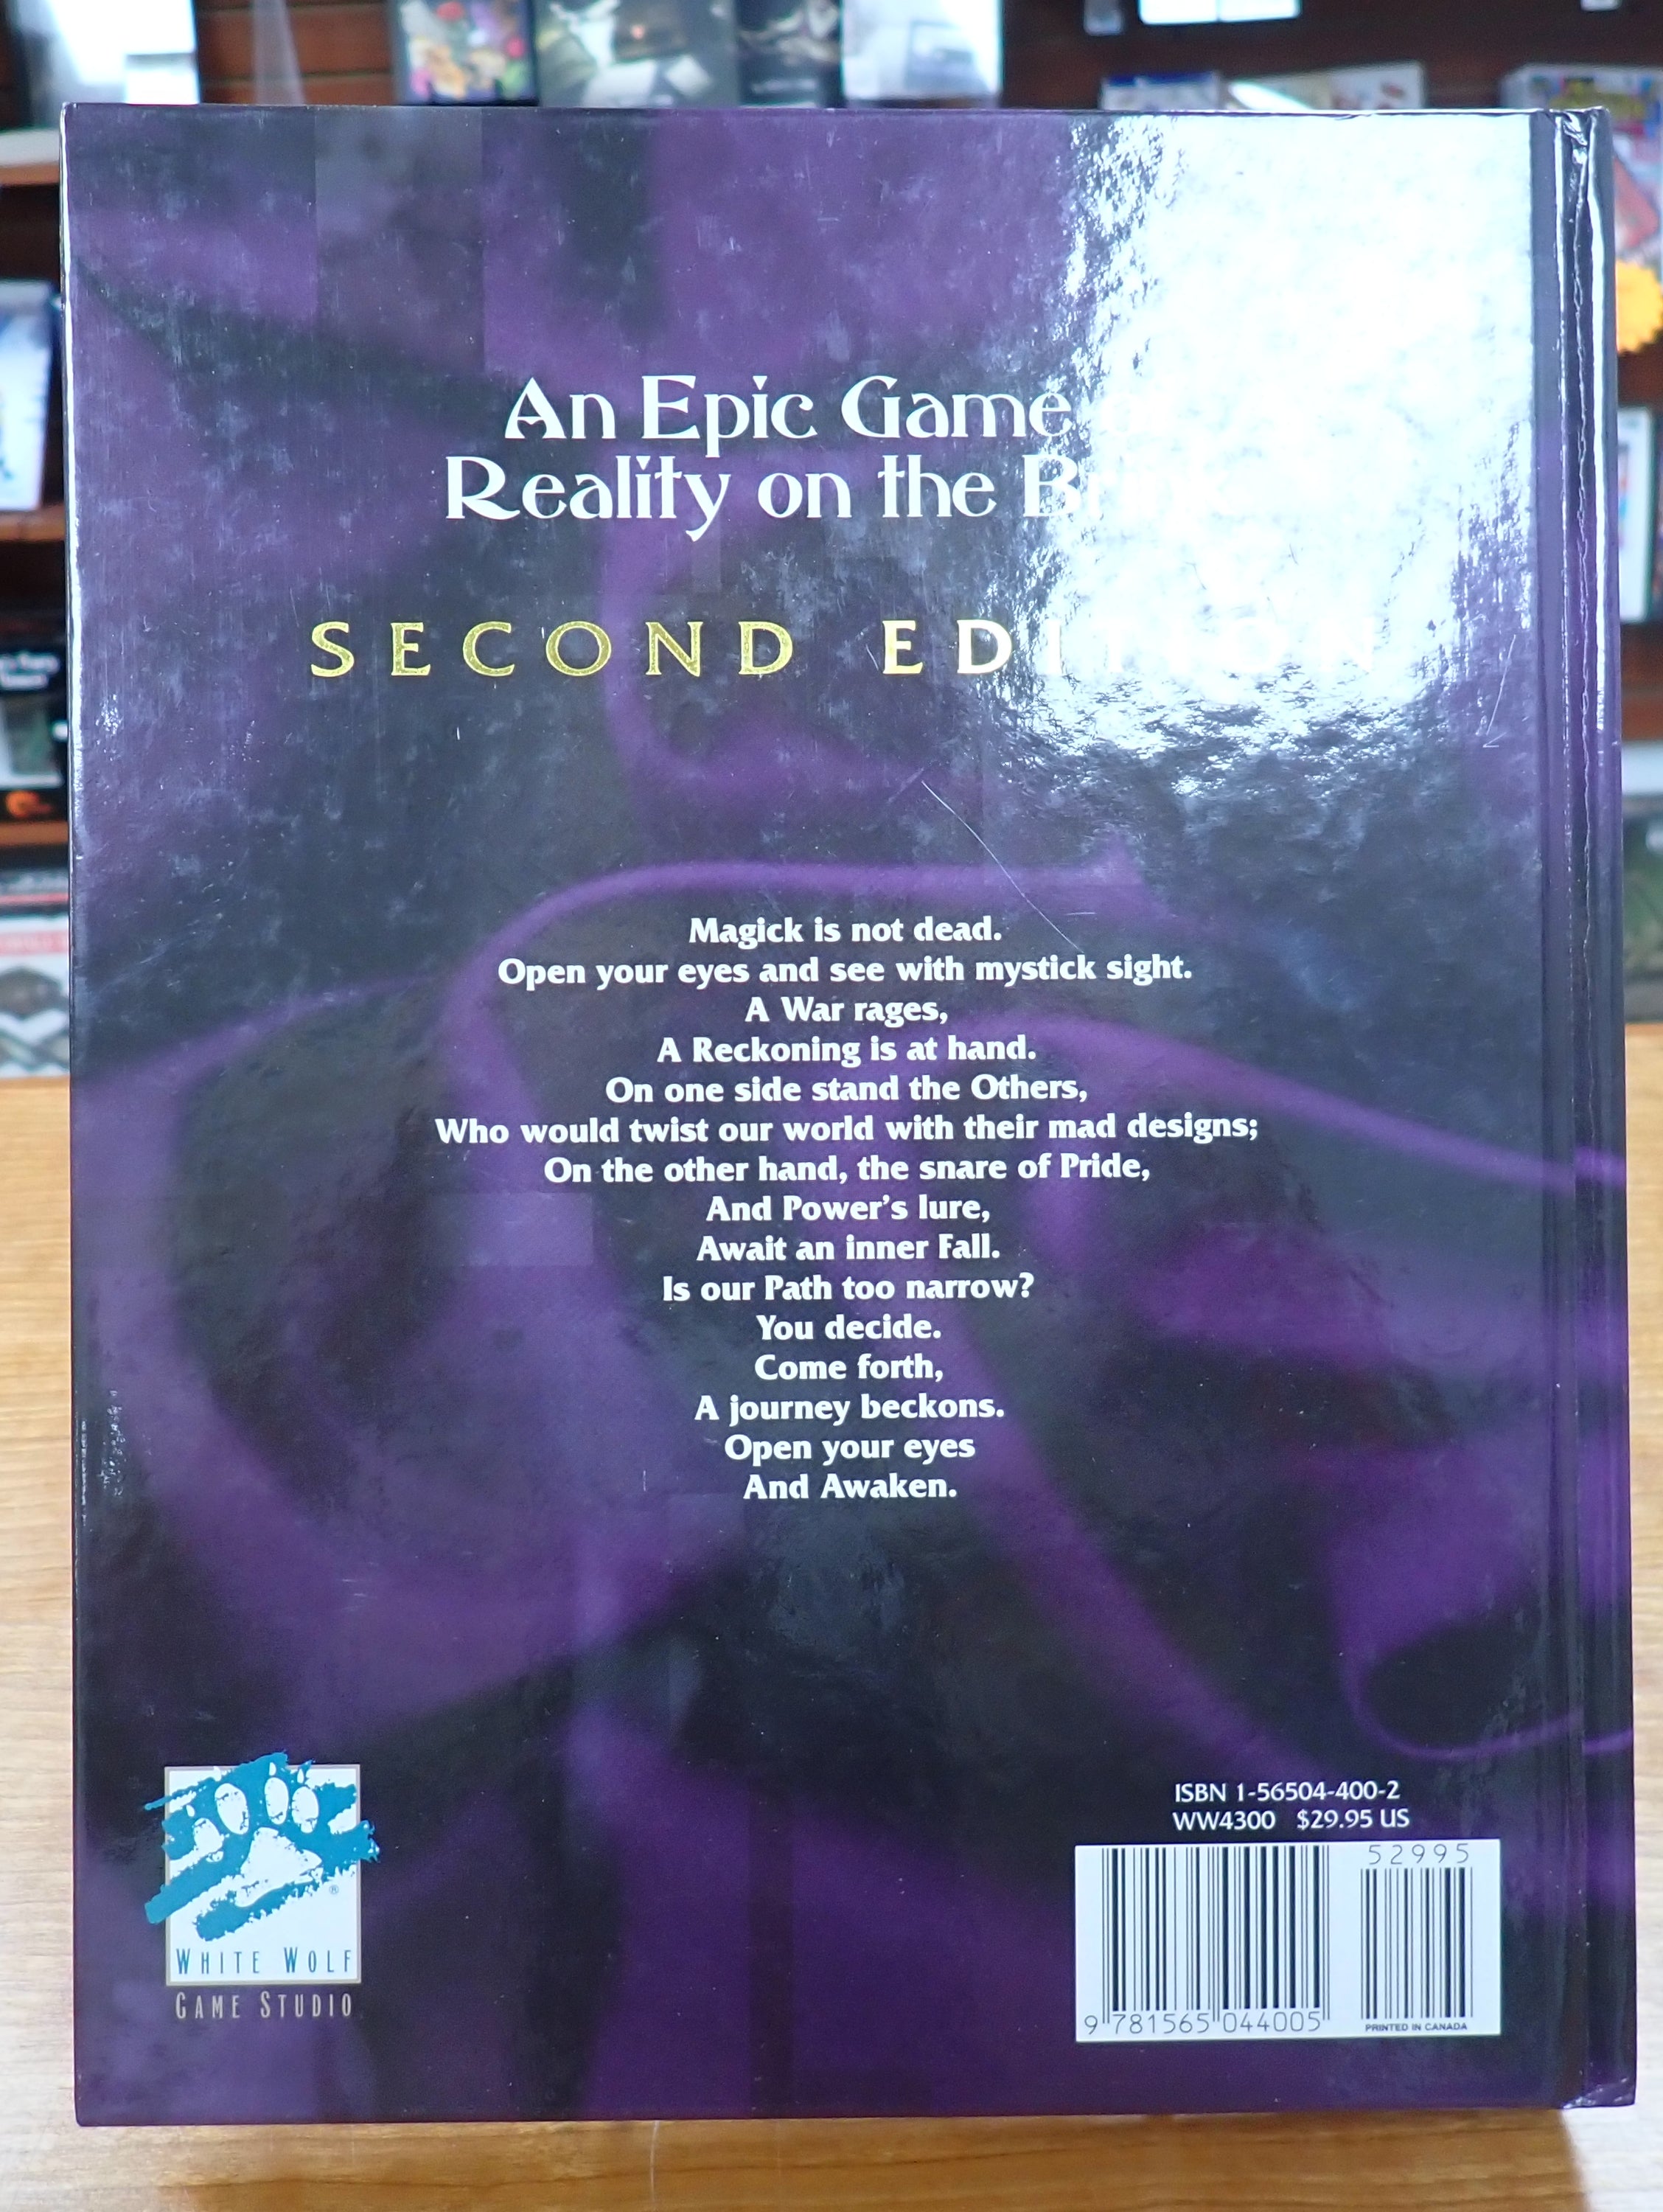 An Epic Game
Reality on the Brink
SECOND EDITION
Magick is not dead.
Open your eyes and see with mystick sight.
A War rages,
A Reckoning is at hand.
On one side stand the Others,
Who would twist our world with their mad designs;
On the other hand, the snare of Pride,
And Power's lure,
Await an inner Fall.
Is our Path too narrow?
You decide.
Come forth,
A journey beckons.
Open your eyes
And Awaken.
WHITE WOLF
GAME STUDIO
ISBN 1-56504-400-2
WW4300 $29.95 US
52995
9 781565 044005
PRINTED IN CANADA